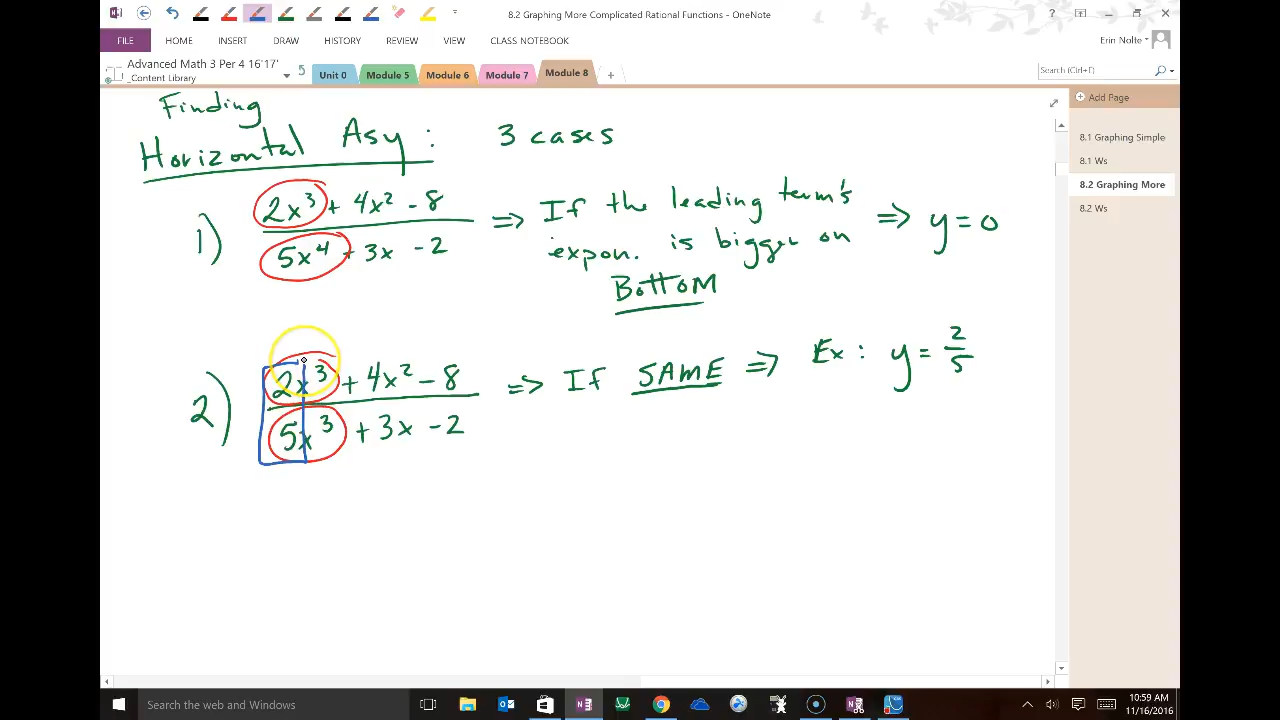 8.2 Graphing More Complicated Rational Functions - OneNote
FILE HOME INSERT DRAW HISTORY REVIEW VIEW CLASS NOTEBOOK
Erin Nolte
Advanced Math 3 Per 4 16'17'
_Content Library
Unit 0 Module 5 Module 6 Module 7 Module 8 +
Search (Ctrl+E)
Add Page
8.1 Graphing Simple
8.1 Ws
8.2 Graphing More
8.2 Ws
Finding
Horizontal Asy : 3 cases
1) 2x³ + 4x² - 8 / 5x⁴ + 3x - 2 => If the leading term's
expon. is bigger on
BOTTOM
=> y = 0
2) 2x³ + 4x² - 8 / 5x³ + 3x - 2 => If SAME => Ex : y = 2/5
Search the web and Windows
10:59 AM
11/16/2016